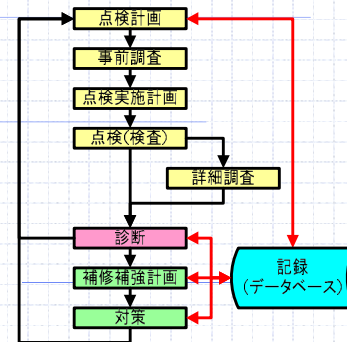 点検計画
事前調査
点検実施計画
点検(検査)
詳細調査
診断
補修補強計画
対策
記録
(データベース)